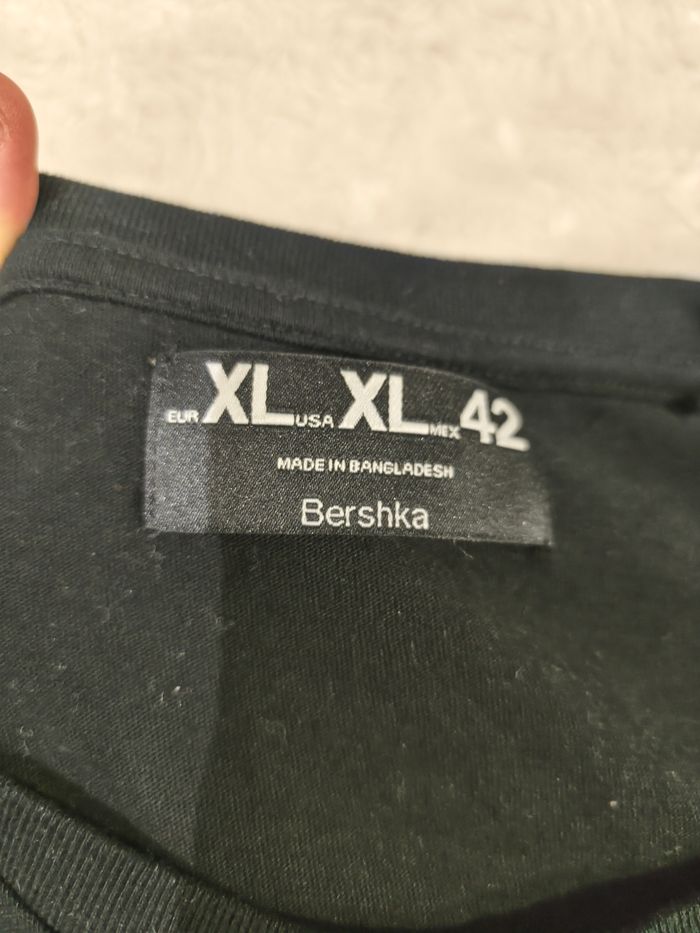 EUR XL USA XL MEX 42
MADE IN BANGLADESH
Bershka